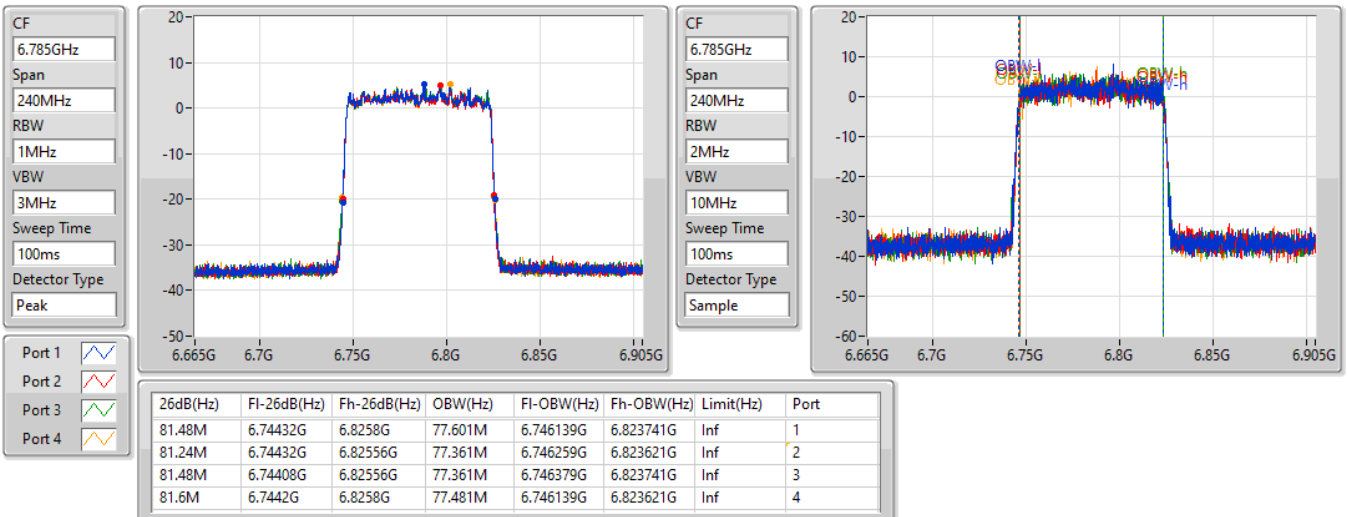 CF
6.785GHz
Span
240MHz
RBW
1MHz
VBW
3MHz
Sweep Time
100ms
Detector Type
Peak
20
10
0
-10
-20
-30
-40
-50
6.665G 6.7G 6.75G 6.8G 6.85G 6.905G
CF
6.785GHz
Span
240MHz
RBW
2MHz
VBW
10MHz
Sweep Time
100ms
Detector Type
Sample
20
10
0
-10
-20
-30
-40
-50
-60
OBW-l
OBW-h
6.665G 6.7G 6.75G 6.8G 6.85G 6.905G
Port 1
Port 2
Port 3
Port 4
26dB(Hz) Fl-26dB(Hz) Fh-26dB(Hz) OBW(Hz) Fl-OBW(Hz) Fh-OBW(Hz) Limit(Hz) Port
81.48M 6.74432G 6.8258G 77.601M 6.746139G 6.823741G Inf 1
81.24M 6.74432G 6.82556G 77.361M 6.746259G 6.823621G Inf 2
81.48M 6.74408G 6.82556G 77.361M 6.746379G 6.823741G Inf 3
81.6M 6.7442G 6.8258G 77.481M 6.746139G 6.823621G Inf 4